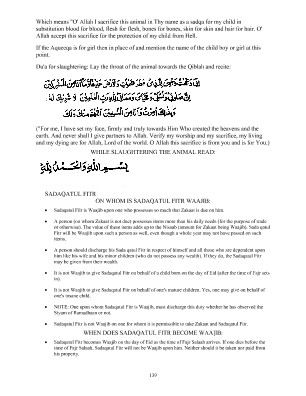 Which means "O' Allah I sacrifice this animal in Thy name as a sadqa for my child in
substitution blood for blood, flesh for flesh, bones for bones, skin for skin and hair for hair. O'
Allah accept this sacrifice for the protection of my child from Hell.
If the Aqeeqa is for girl then in place of and mention the name of the child boy or girl at this
point.
Du'a for slaughtering: Lay the throat of the animal towards the Qiblah and recite:
("For me, I have set my face, firmly and truly towards Him Who created the heavens and the
earth. And never shall I give partners to Allah. Verify my worship and my sacrifice, my living
and my dying are for Allah, Lord of the world. O Allah this sacrifice is from you and is for You.)
WHILE SLAUGHTERING THE ANIMAL READ:
SADAQATUL FITR
ON WHOM IS SADAQATUL FITR WAAJIB:
• Sadaqatul Fitr is Waajib upon one who possesses so much that Zakaat is due on him.
• A person (on whom Zakaat is not due) possesses items more than his daily needs (for the purpose of trade
or otherwise). The value of these items adds up to the Nisaab (amount for Zakaat being Waajib). Sadaqatul
Fitr will be Waajib upon such a person as well, even though a whole year may not have passed on such
items.
• A person should discharge his Sadaqatul Fitr in respect of himself and all those who are dependent upon
him like his wife and his minor children (who do not possess any wealth). If they do, the Sadaqatul Fitr
may be given from their wealth.
• It is not Waajib to give Sadaqatul Fitr on behalf of a child born on the day of Eid (after the time of Fajr sets-
in).
• It is not Waajib to give Sadaqatul Fitr on behalf of one's mature children. Yes, one may give on behalf of
one's insane child.
• NOTE: One upon whom Sadaqatul Fitr is Waajib, must discharge this duty whether he has observed the
Siyam of Ramadhaan or not.
• Sadaqatul Fitr is not Waajib on one for whom it is permissible to take Zakaat and Sadaqatul Fitr.
WHEN DOES SADAQATUL FITR BECOME WAAJIB:
• Sadaqatul Fitr becomes Waajib on the day of Eid as the time of Fajr Salaah arrives. If one dies before the
time of Fajr Salaah, Sadaqatul Fitr will not be Waajib upon him. Neither should it be taken nor paid from
his property.
139